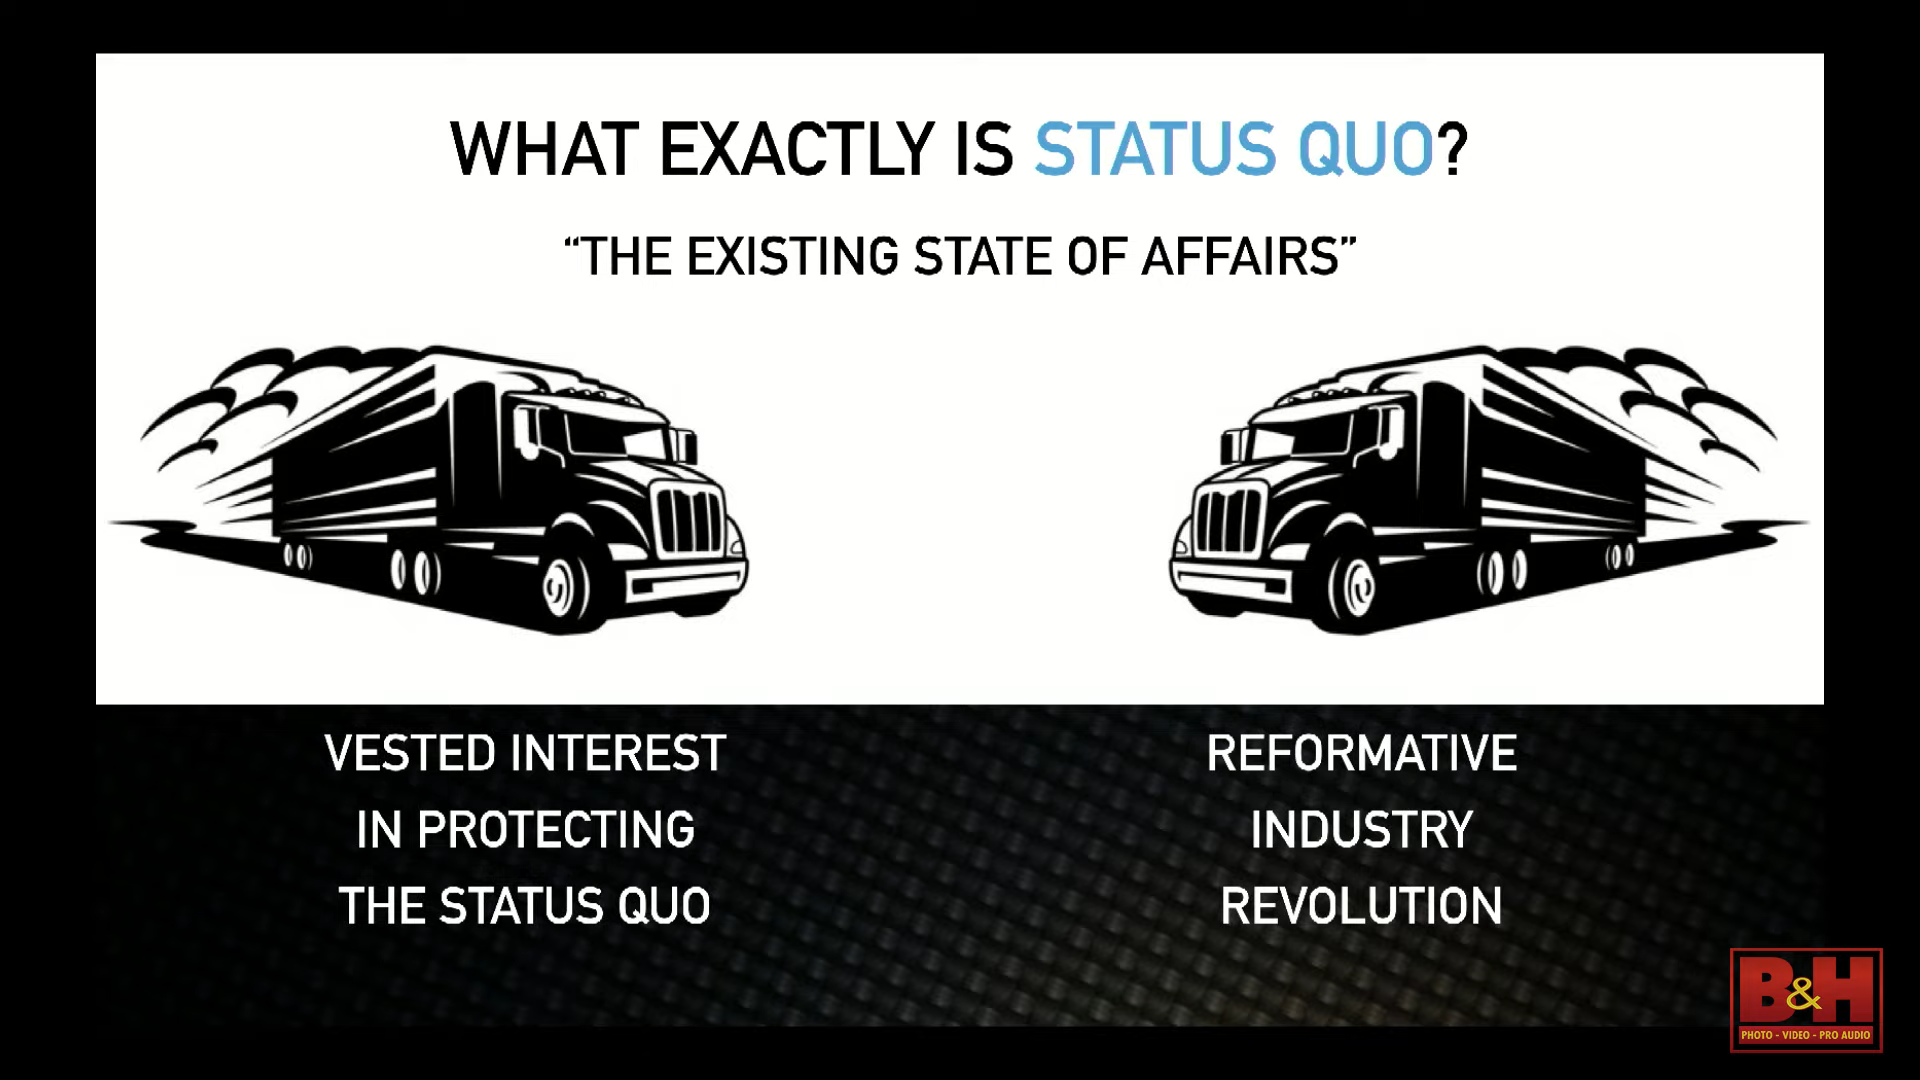 WHAT EXACTLY IS STATUS QUO?
“THE EXISTING STATE OF AFFAIRS”
VESTED INTEREST
IN PROTECTING
THE STATUS QUO
REFORMATIVE
INDUSTRY
REVOLUTION
B&H
PHOTO - VIDEO - PRO AUDIO